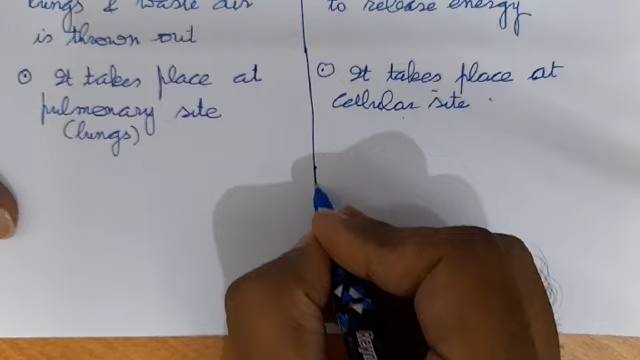 lungs & waste air
is thrown out
⊙ It takes place at
pulmonary site
(lungs)
to release energy
⊙ It takes place at
cellular site.
Reyn